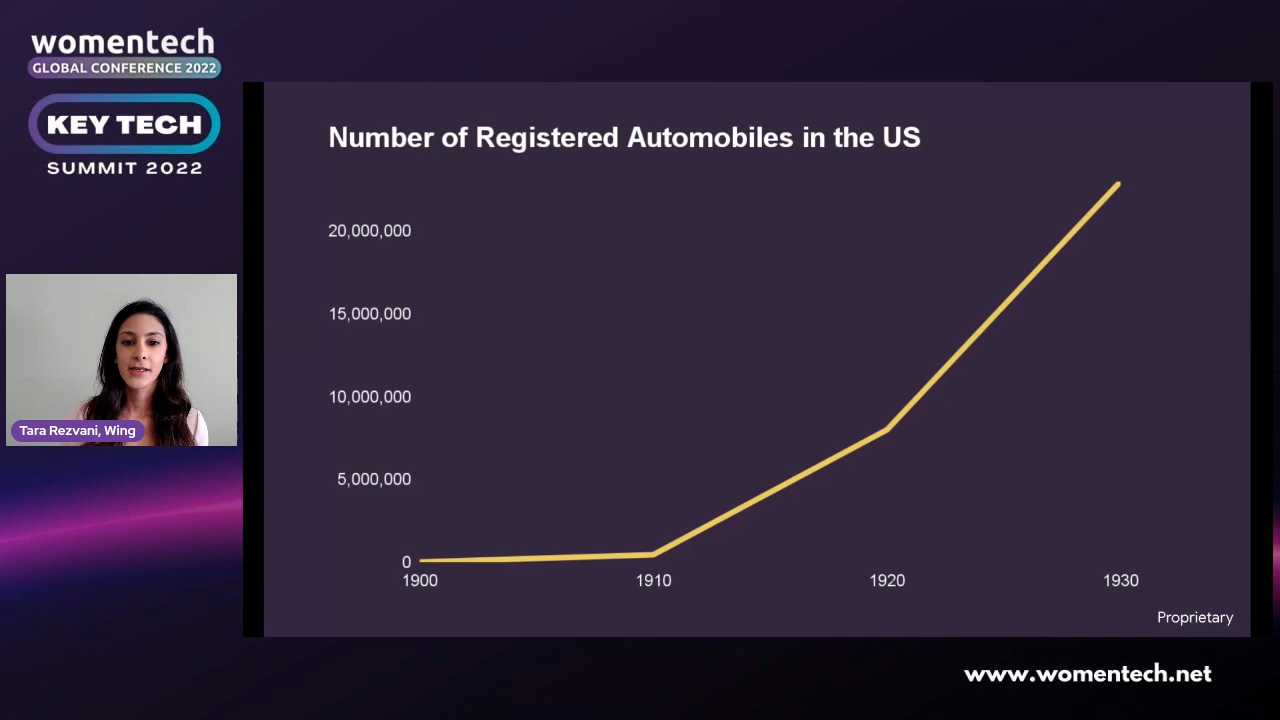 womentech
GLOBAL CONFERENCE 2022
KEY TECH
SUMMIT 2022
Tara Rezvani, Wing
Number of Registered Automobiles in the US
20,000,000
15,000,000
10,000,000
5,000,000
0
1900 1910 1920 1930
Proprietary
www.womentech.net